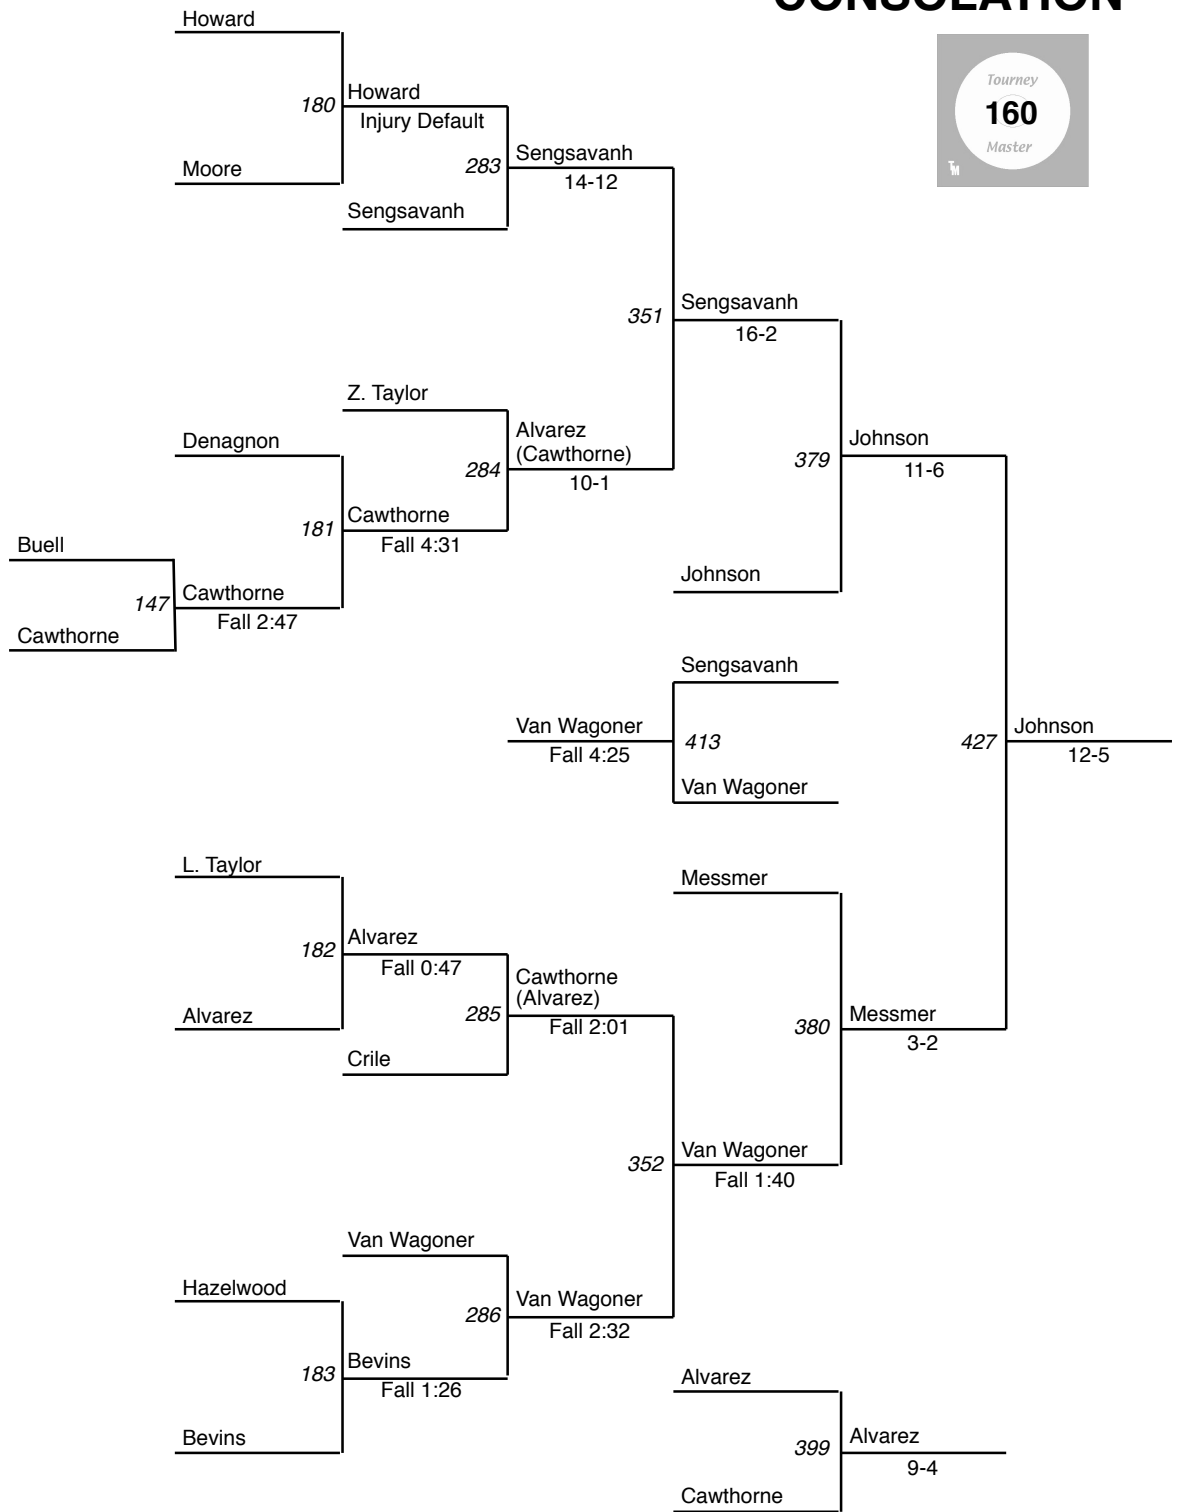 CONSOLATION
Howard
Tourney
160
Master
TM
180
Howard
Injury Default
Moore
283
Sengsavanh
14-12
Sengsavanh
351
Sengsavanh
16-2
Z. Taylor
Denagnon
284
Alvarez
(Cawthorne)
10-1
379
Johnson
11-6
181
Cawthorne
Fall 4:31
Buell
147
Cawthorne
Fall 2:47
Cawthorne
Johnson
Sengsavanh
Van Wagoner
Fall 4:25
413
427
Johnson
12-5
Van Wagoner
L. Taylor
Messmer
182
Alvarez
Fall 0:47
Alvarez
285
Cawthorne
(Alvarez)
Fall 2:01
380
Messmer
3-2
Crile
352
Van Wagoner
Fall 1:40
Van Wagoner
Hazelwood
286
Van Wagoner
Fall 2:32
183
Bevins
Fall 1:26
Bevins
Alvarez
399
Alvarez
9-4
Cawthorne